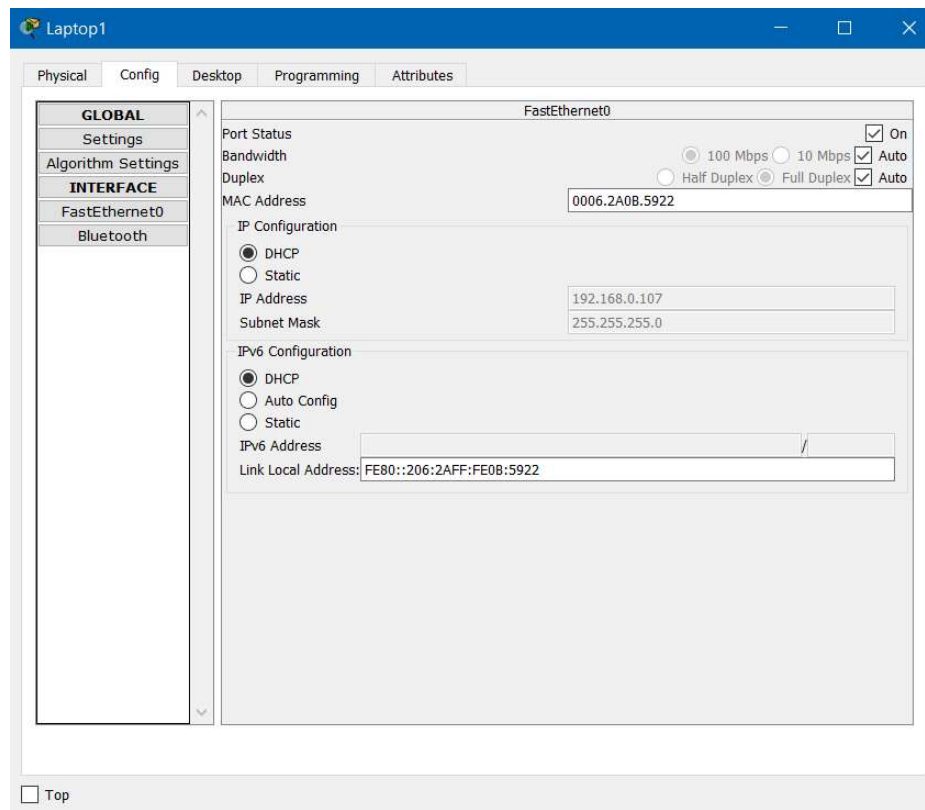 Laptop1
Physical Config Desktop Programming Attributes
GLOBAL
Settings
Algorithm Settings
INTERFACE
FastEthernet0
Bluetooth
FastEthernet0
Port Status On
Bandwidth 100 Mbps 10 Mbps Auto
Duplex Half Duplex Full Duplex Auto
MAC Address 0006.2A0B.5922
IP Configuration
DHCP
Static
IP Address 192.168.0.107
Subnet Mask 255.255.255.0
IPv6 Configuration
DHCP
Auto Config
Static
IPv6 Address /
Link Local Address: FE80::206:2AFF:FE0B:5922
Top